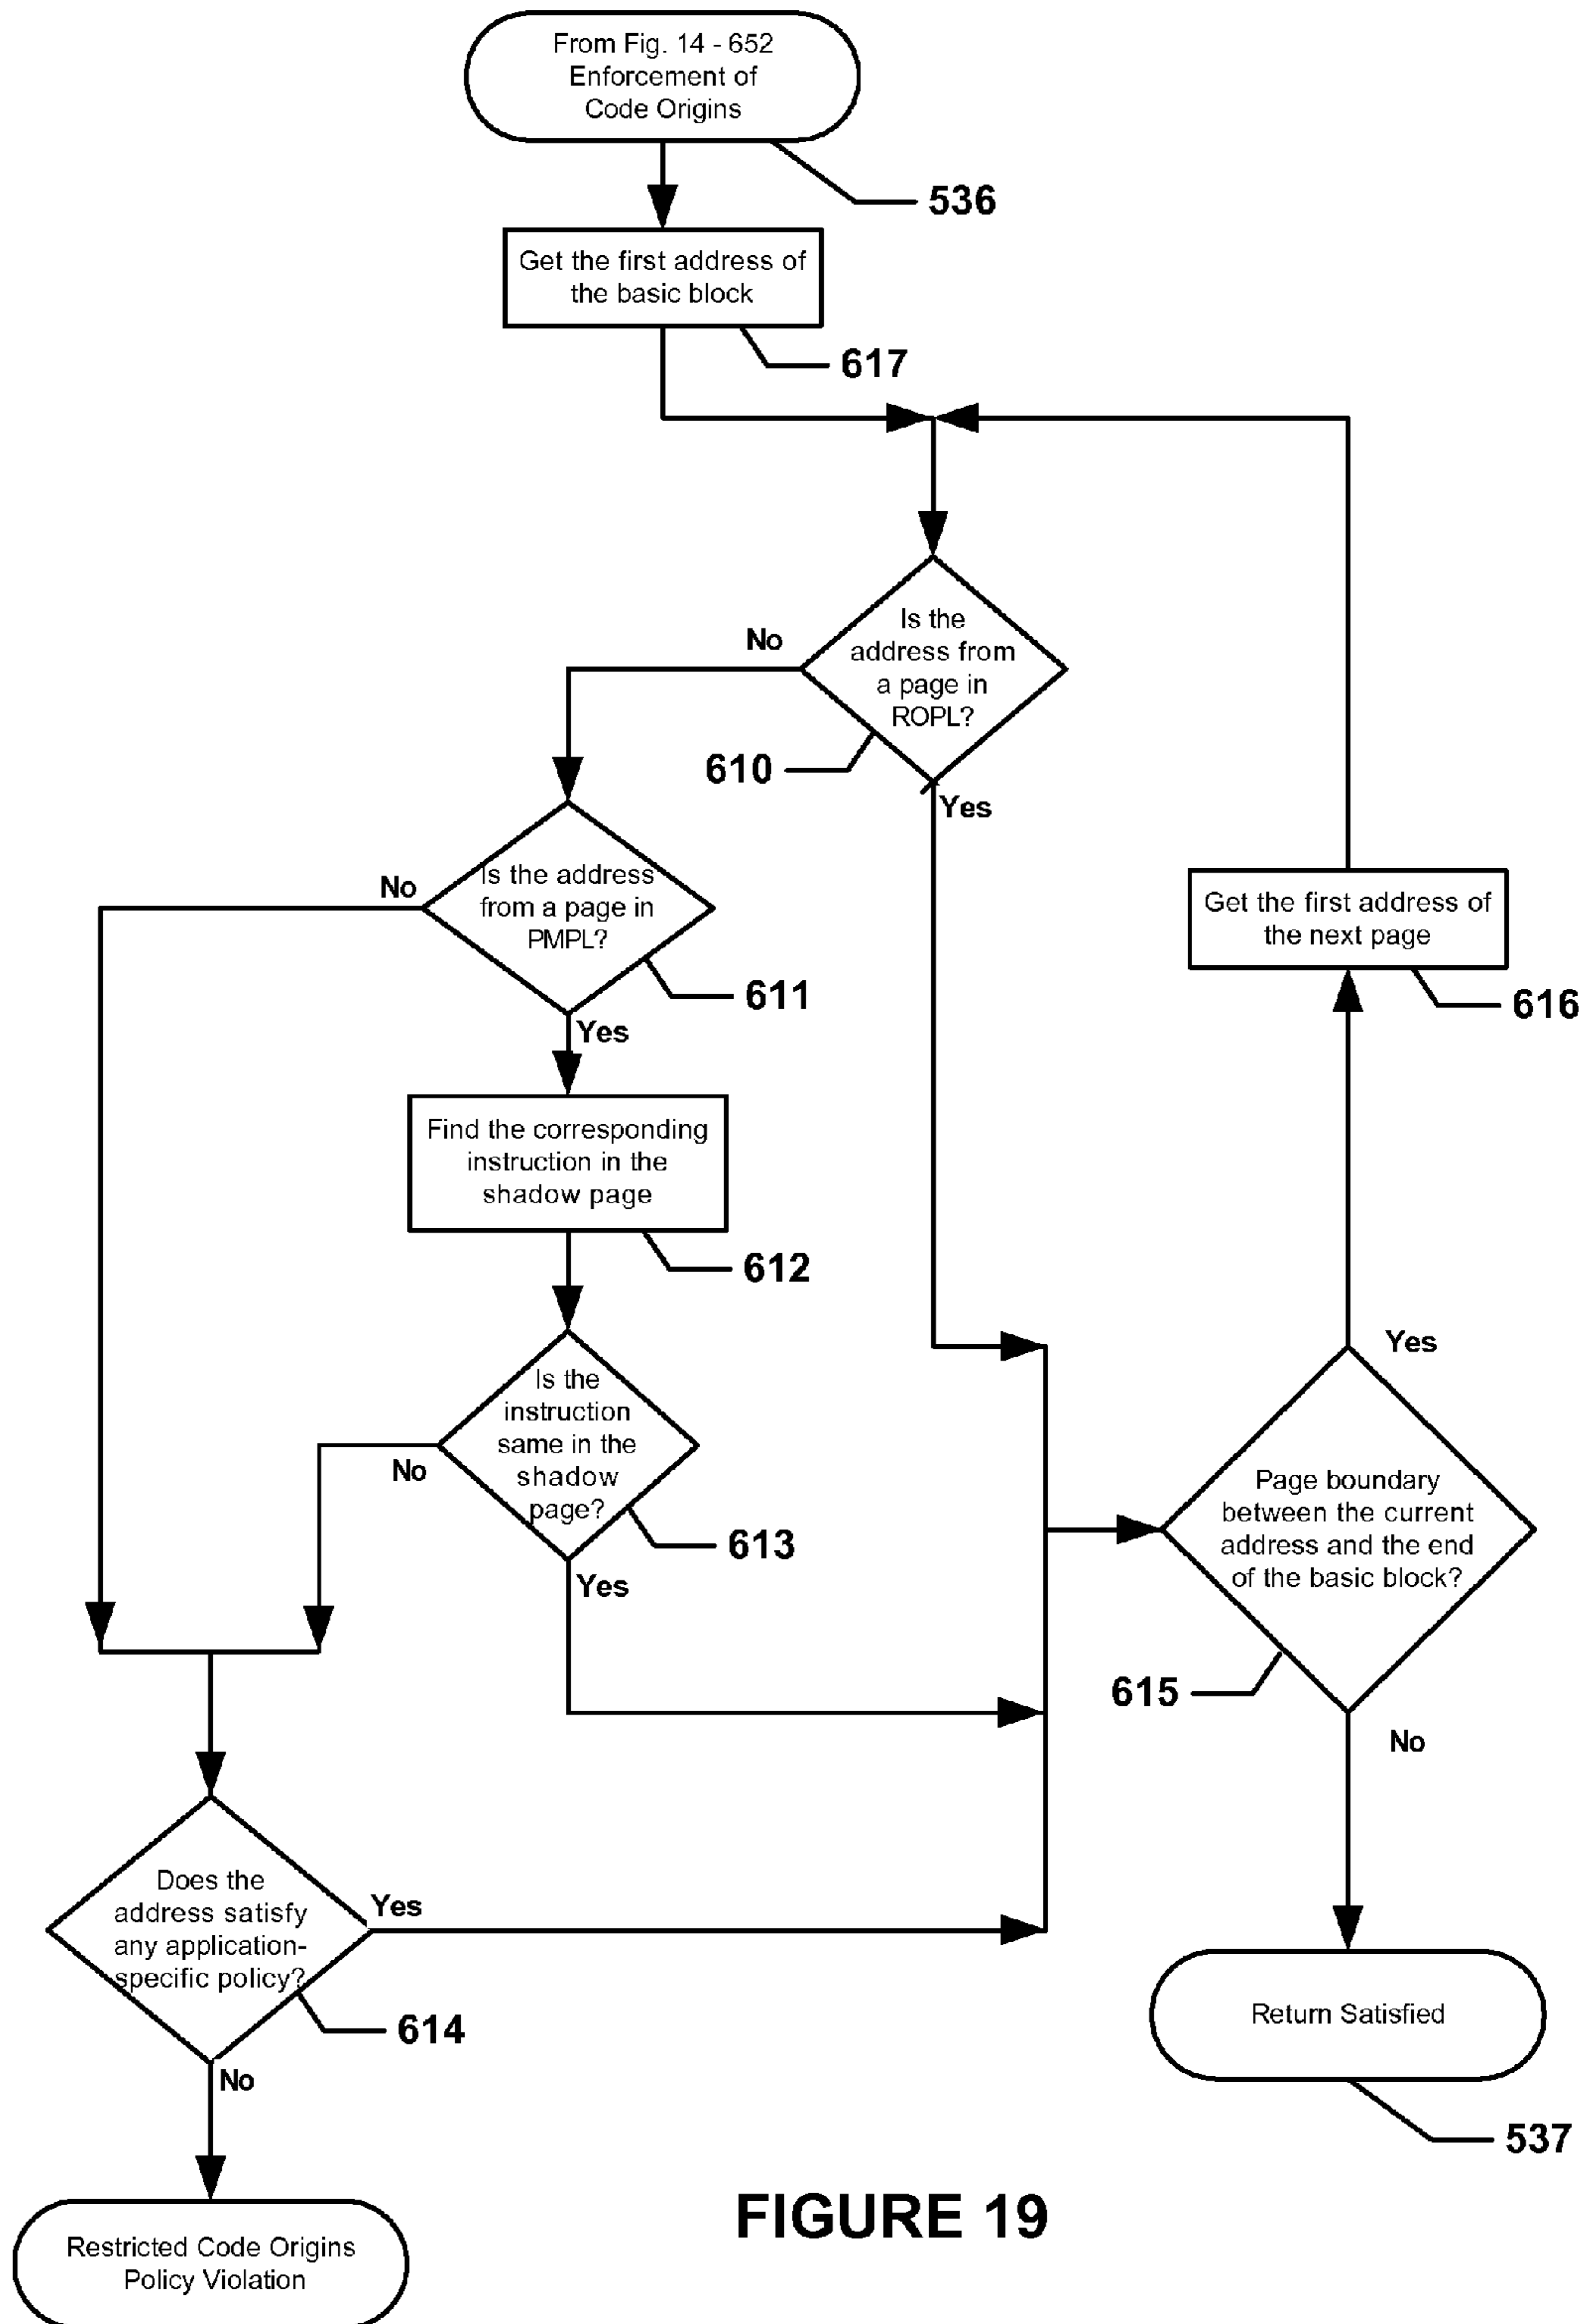 From Fig. 14 - 652
Enforcement of
Code Origins
536
Get the first address of
the basic block
617
Is the
address from
a page in
ROPL?
No
610
Yes
Is the address
from a page in
PMPL?
No
611
Yes
Get the first address of
the next page
616
Find the corresponding
instruction in the
shadow page
612
Is the
instruction
same in the
shadow
page?
No
613
Yes
Yes
Page boundary
between the current
address and the end
of the basic block?
615
No
Does the
address satisfy
any application-
specific policy?
Yes
614
No
Return Satisfied
537
Restricted Code Origins
Policy Violation
FIGURE 19